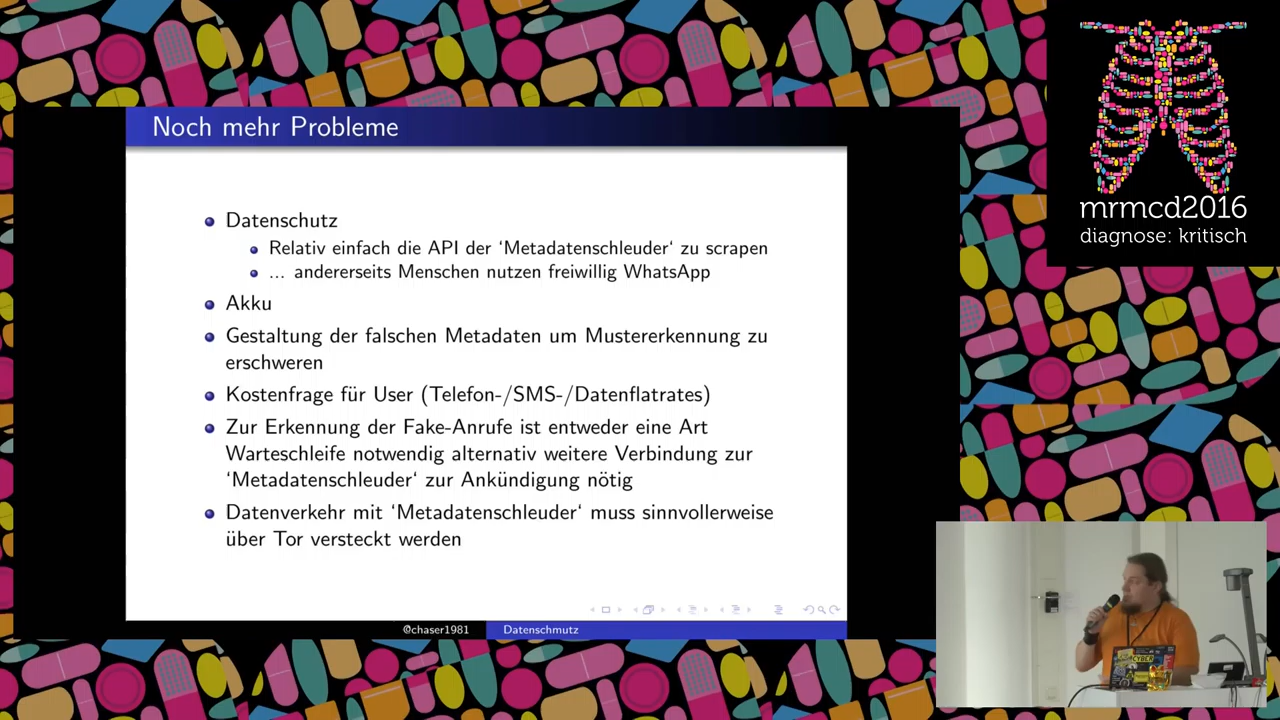 Noch mehr Probleme
Datenschutz
Relativ einfach die API der ‘Metadatenschleuder‘ zu scrapen
... andererseits Menschen nutzen freiwillig WhatsApp
Akku
Gestaltung der falschen Metadaten um Mustererkennung zu
erschweren
Kostenfrage für User (Telefon-/SMS-/Datenflatrates)
Zur Erkennung der Fake-Anrufe ist entweder eine Art
Warteschleife notwendig alternativ weitere Verbindung zur
‘Metadatenschleuder‘ zur Ankündigung nötig
Datenverkehr mit ‘Metadatenschleuder‘ muss sinnvollerweise
über Tor versteckt werden
@chaser1981
Datenschmutz
mrmcd2016
diagnose: kritisch
CYBER